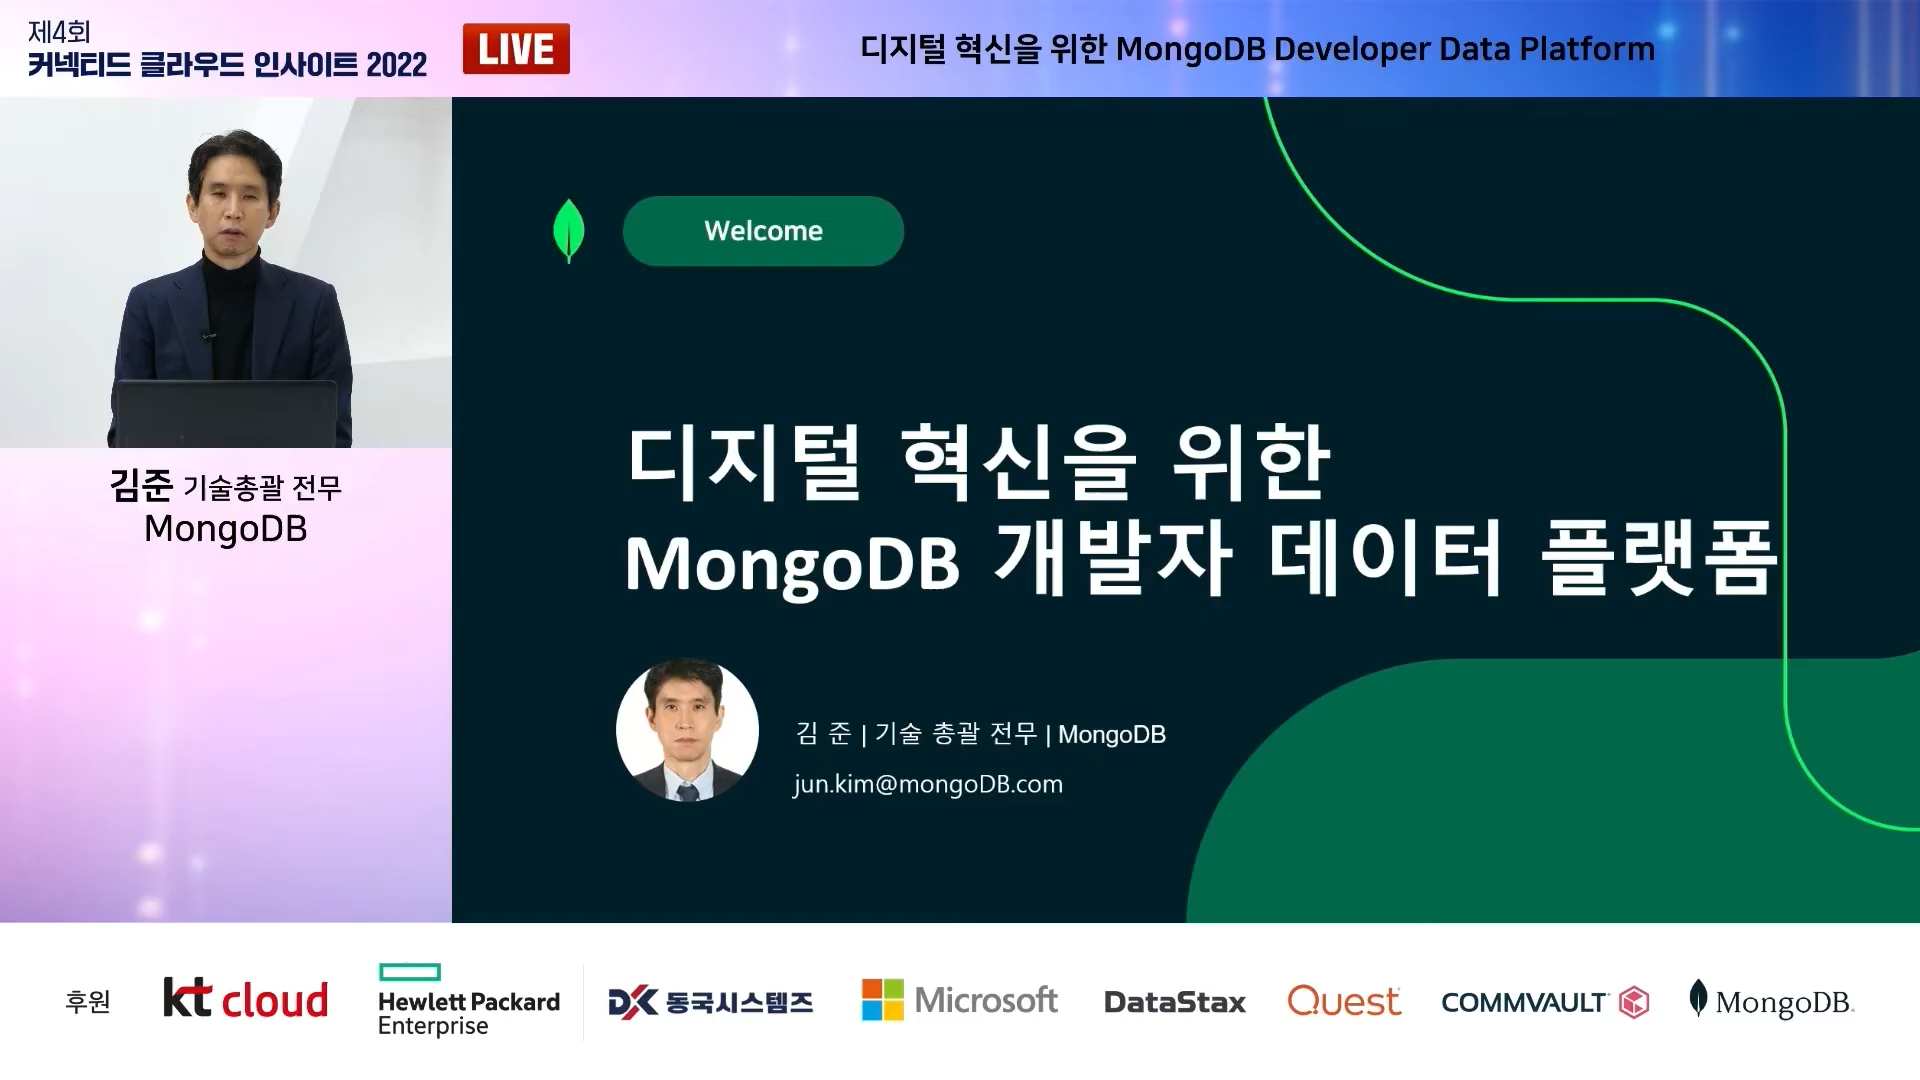 제4회
커넥티드 클라우드 인사이트 2022
LIVE
디지털 혁신을 위한 MongoDB Developer Data Platform
Welcome
디지털 혁신을 위한
MongoDB 개발자 데이터 플랫폼
김준 기술총괄 전무
MongoDB
김 준 | 기술 총괄 전무 | MongoDB
jun.kim@mongoDB.com
후원
kt cloud
Hewlett Packard
Enterprise
DK 동국시스템즈
Microsoft
DataStax
Quest
COMMVAULT
MongoDB.